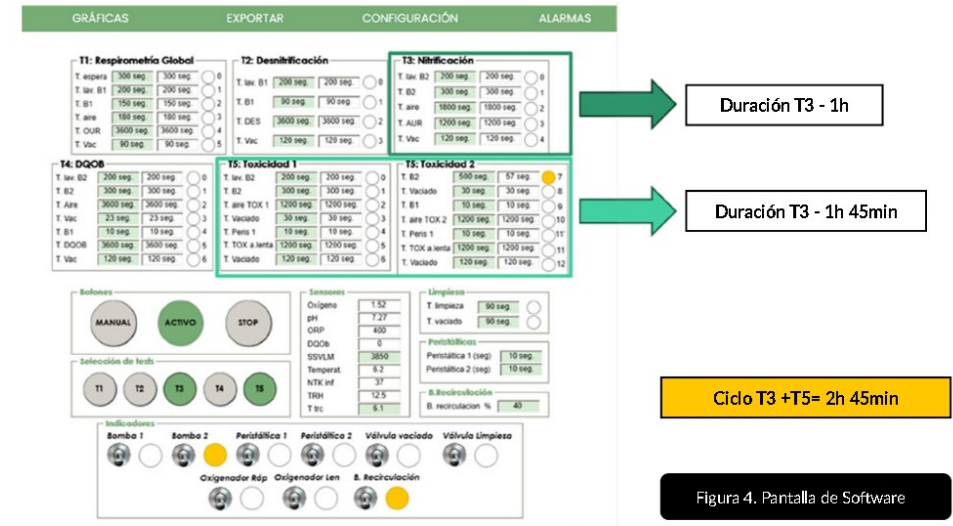 GRÁFICAS EXPORTAR CONFIGURACIÓN ALARMAS
T1: Respirometría Global
T. espera 300 seg. 300 seg. 0
T. lav. B1 200 seg. 200 seg. 1
T. B1 150 seg. 150 seg. 2
T. aire 180 seg. 180 seg. 3
T. OUR 3600 seg. 3600 seg. 4
T. Vac 90 seg. 90 seg. 5
T2: Desnitrificación
T. lav. B1 200 seg. 200 seg. 0
T. B1 90 seg. 90 seg. 1
T. DES 3600 seg. 3600 seg. 2
T. Vac 120 seg. 120 seg. 3
T3: Nitrificación
T. lav. B2 200 seg. 200 seg. 0
T. B2 300 seg. 300 seg. 1
T. aire 1800 seg. 1800 seg. 2
T. AUR 1200 seg. 1200 seg. 3
T. Vac 120 seg. 120 seg. 4
Duración T3 - 1h
T4: DQOB
T. lav. B2 200 seg. 200 seg. 0
T. B2 300 seg. 300 seg. 1
T. Aire 3600 seg. 3600 seg. 2
T. Vac 23 seg. 23 seg. 3
T. B1 10 seg. 10 seg. 4
T. DQOB 3600 seg. 3600 seg. 5
T. Vac 120 seg. 120 seg. 6
T5: Toxicidad 1
T. lav. B2 200 seg. 200 seg. 0
T. B2 300 seg. 300 seg. 1
T. aire TOX 1 1200 seg. 1200 seg. 2
T. Vaciado 30 seg. 30 seg. 3
T. Peris 1 10 seg. 10 seg. 4
T. TOX a.lenta 1200 seg. 1200 seg. 5
T. Vaciado 120 seg. 120 seg. 6
T5: Toxicidad 2
T. B2 500 seg. 57 seg. 7
T. Vaciado 30 seg. 30 seg. 8
T. B1 10 seg. 10 seg. 9
T. aire TOX 2 1200 seg. 1200 seg. 10
T. Peris 1 10 seg. 10 seg. 11
T. TOX a.lenta 1200 seg. 1200 seg. 11
T. Vaciado 120 seg. 120 seg. 12
Duración T3 - 1h 45min
Botones
MANUAL ACTIVO STOP
Selección de tests
T1 T2 T3 T4 T5
Sensores
Oxígeno 1.52
pH 7.27
ORP 400
DQOb 0
SSVLM 3850
Temperat. 6.2
NTK inf 37
TRH 12.5
T trc 6.1
Limpieza
T. limpieza 90 seg.
T. vaciado 90 seg.
Peristálticas
Peristática 1 (seg) 10 seg.
Peristática 2 (seg) 10 seg.
B.Recirculación
B. recirculacion % 40
Indicadores
Bomba 1 Bomba 2 Peristáltica 1 Peristáltica 2 Válvula vaciado Válvula Limpieza
Oxigenador Ráp Oxigenador Len B. Recirculación
Ciclo T3 +T5= 2h 45min
Figura 4. Pantalla de Software